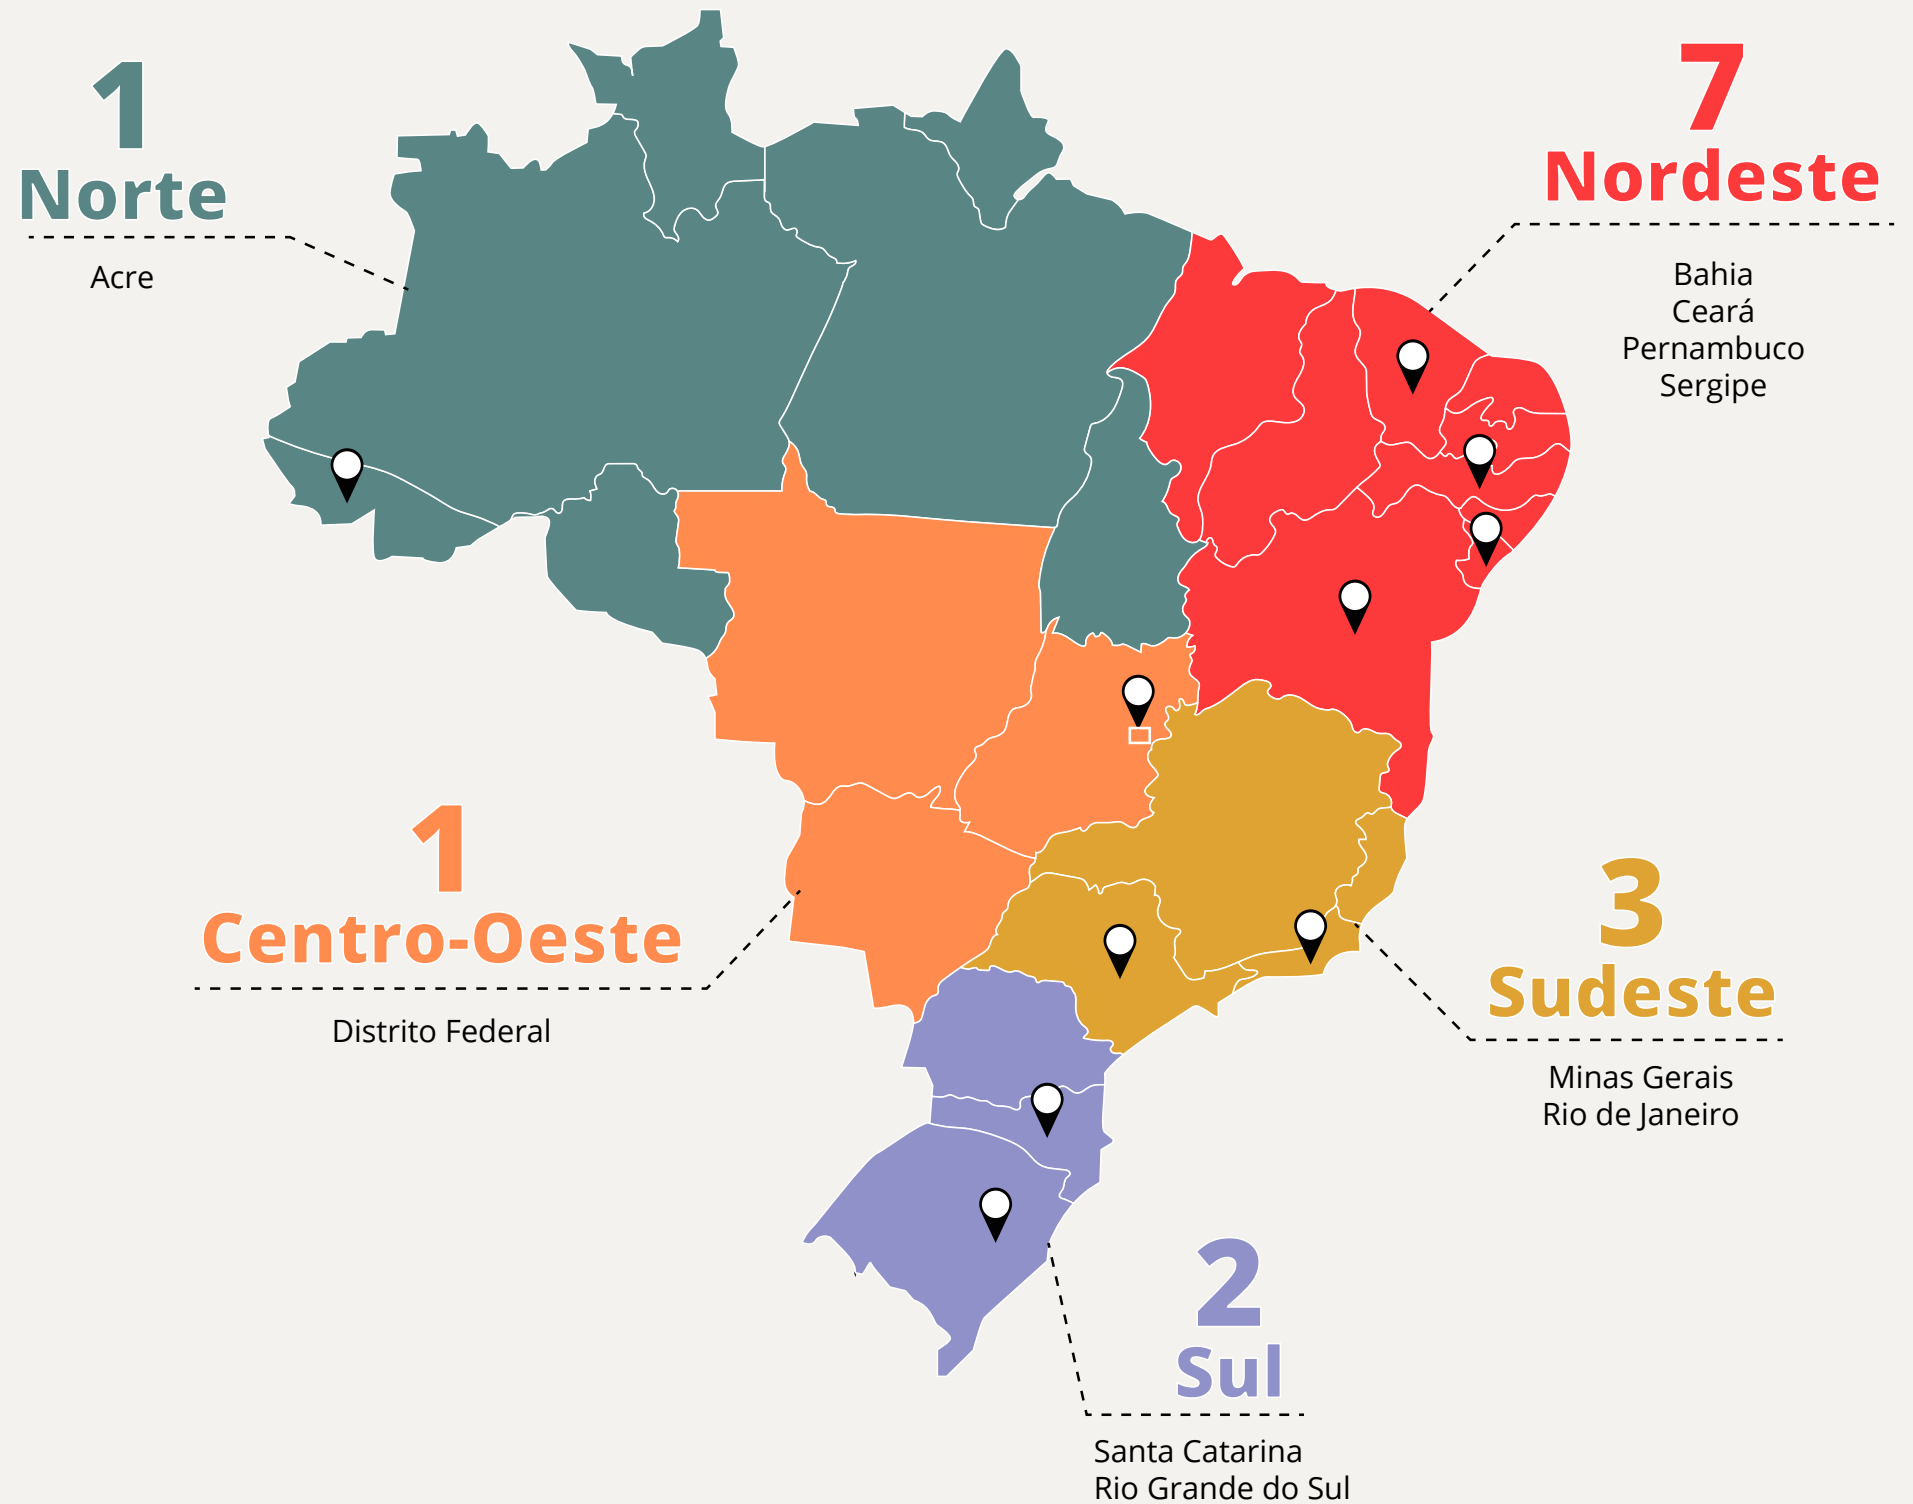 1
Norte
Acre
7
Nordeste
Bahia
Ceará
Pernambuco
Sergipe
1
Centro-Oeste
Distrito Federal
3
Sudeste
Minas Gerais
Rio de Janeiro
2
Sul
Santa Catarina
Rio Grande do Sul